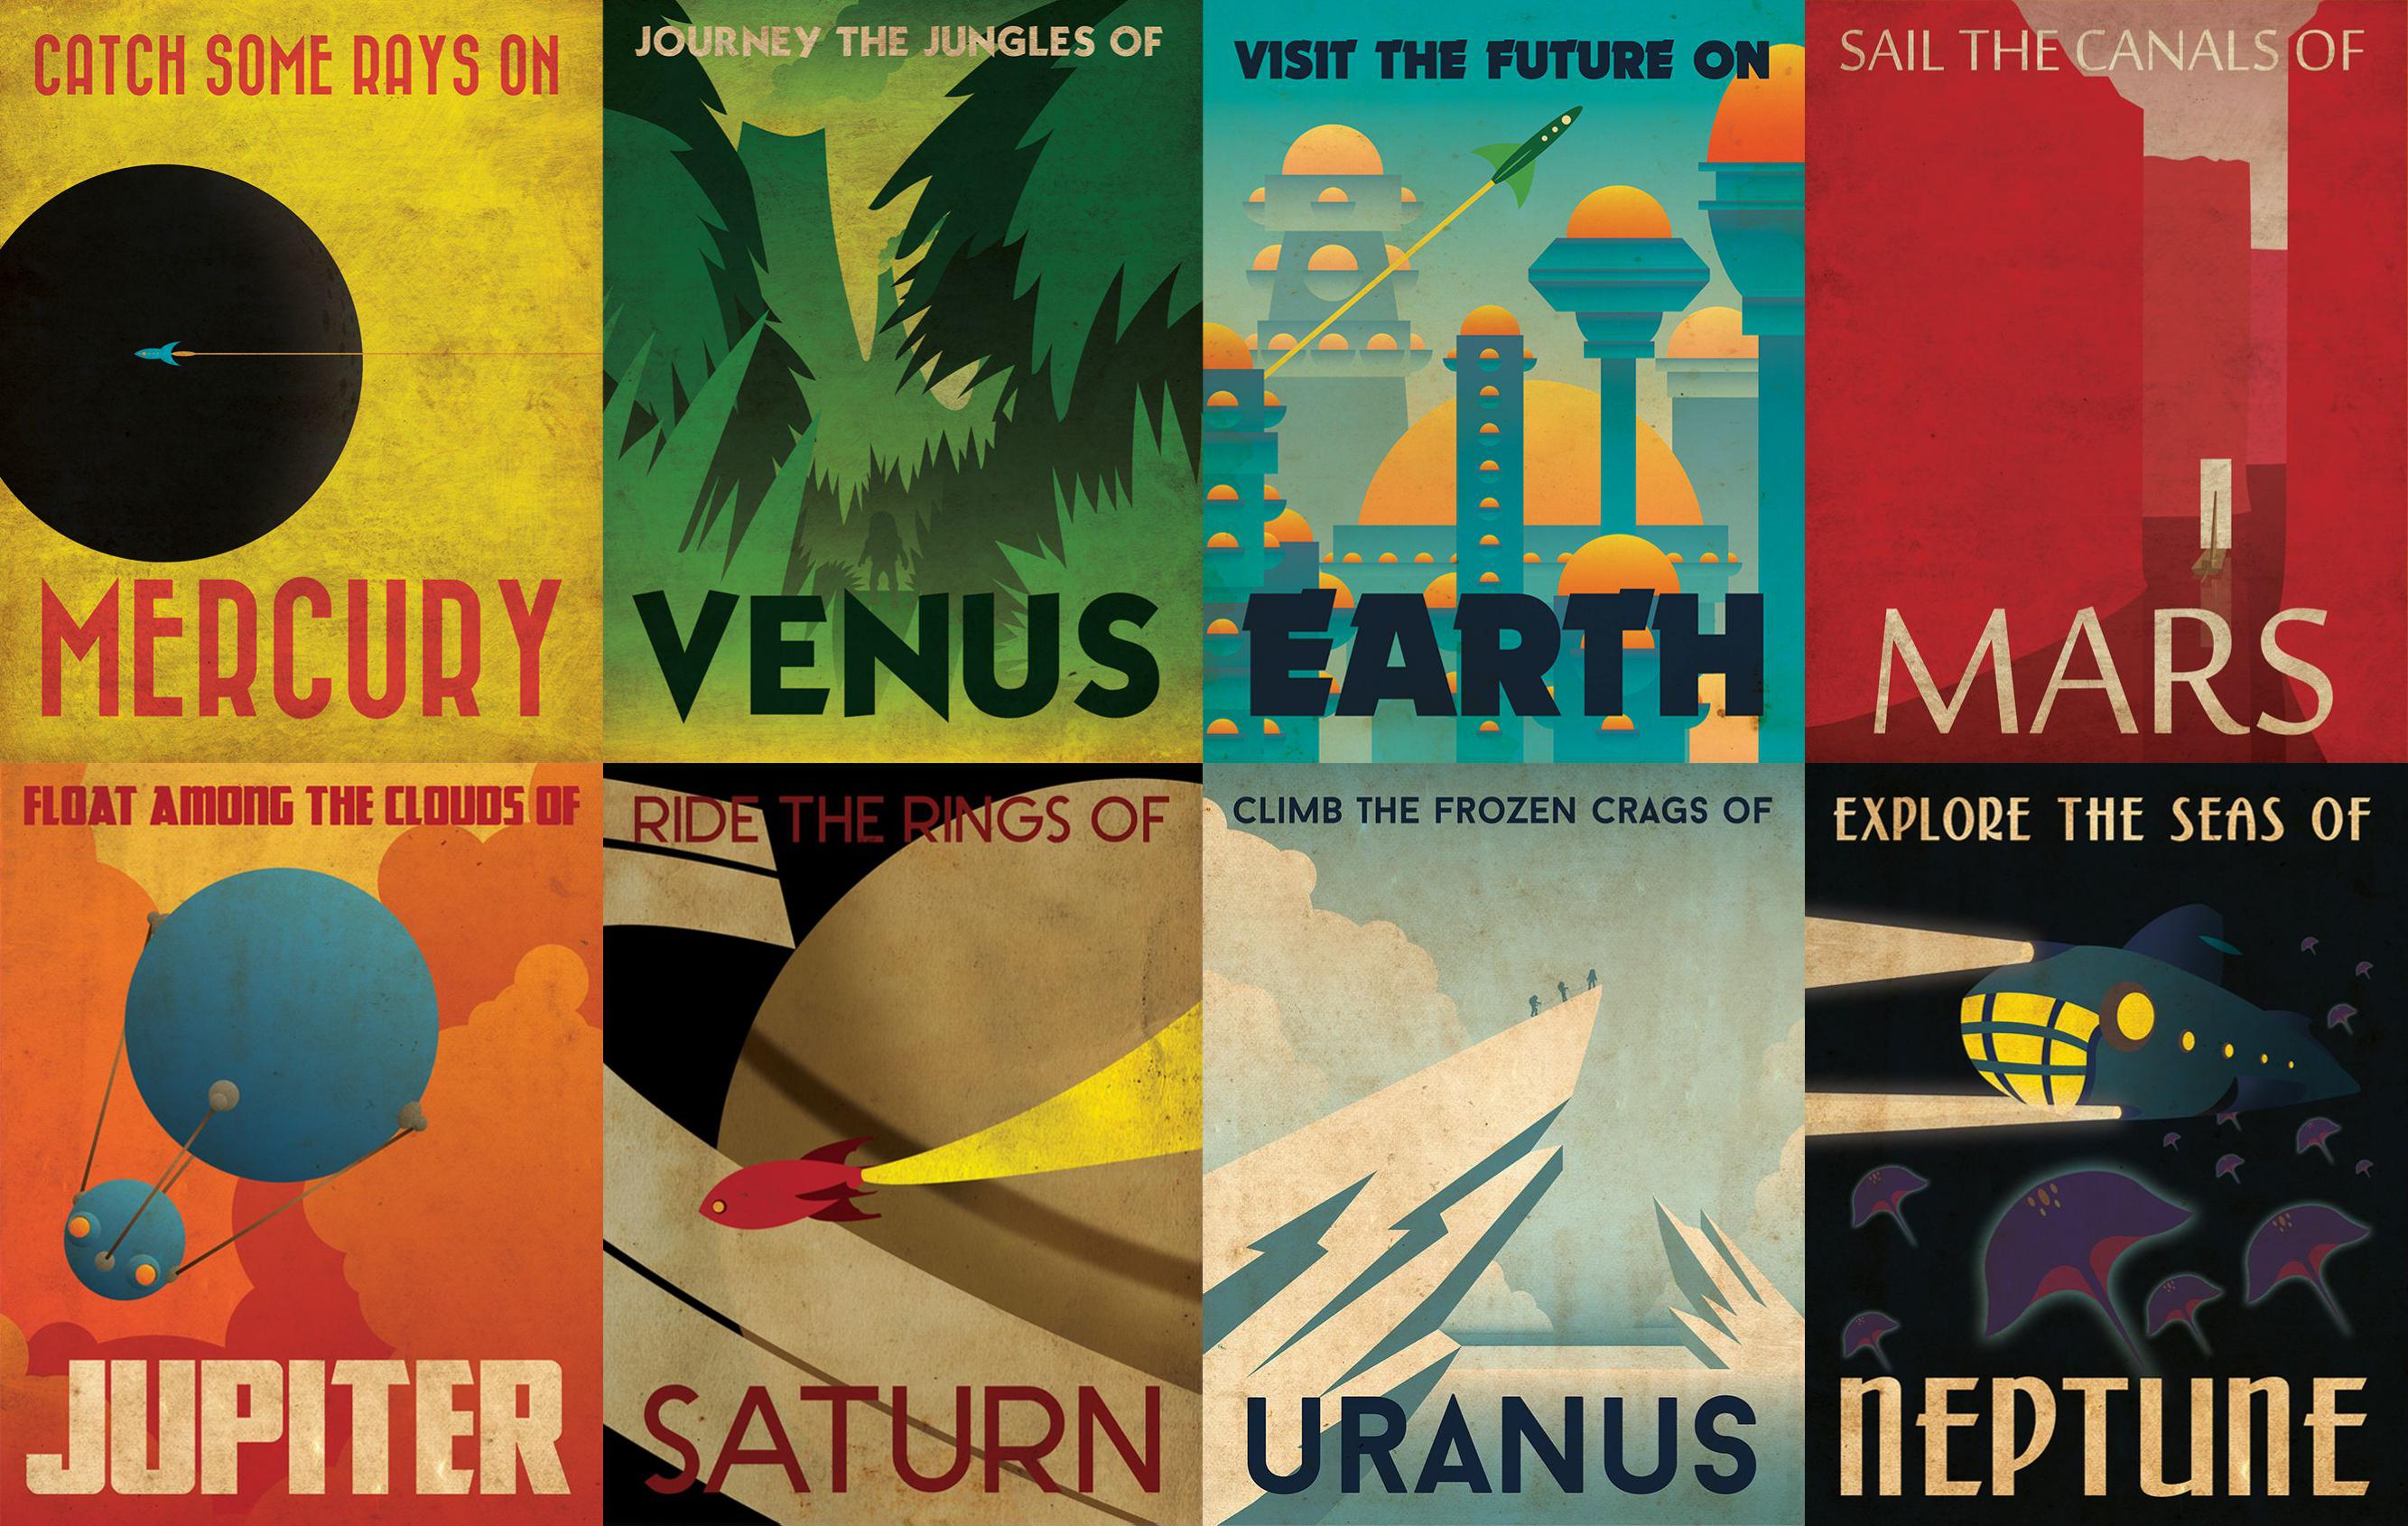 CATCH SOME RAYS ON
MERCURY
JOURNEY THE JUNGLES OF
VENUS
VISIT THE FUTURE ON
EARTH
SAIL THE CANALS OF
MARS
FLOAT AMONG THE CLOUDS OF
JUPITER
RIDE THE RINGS OF
SATURN
CLIMB THE FROZEN CRAGS OF
URANUS
EXPLORE THE SEAS OF
NEPTUNE